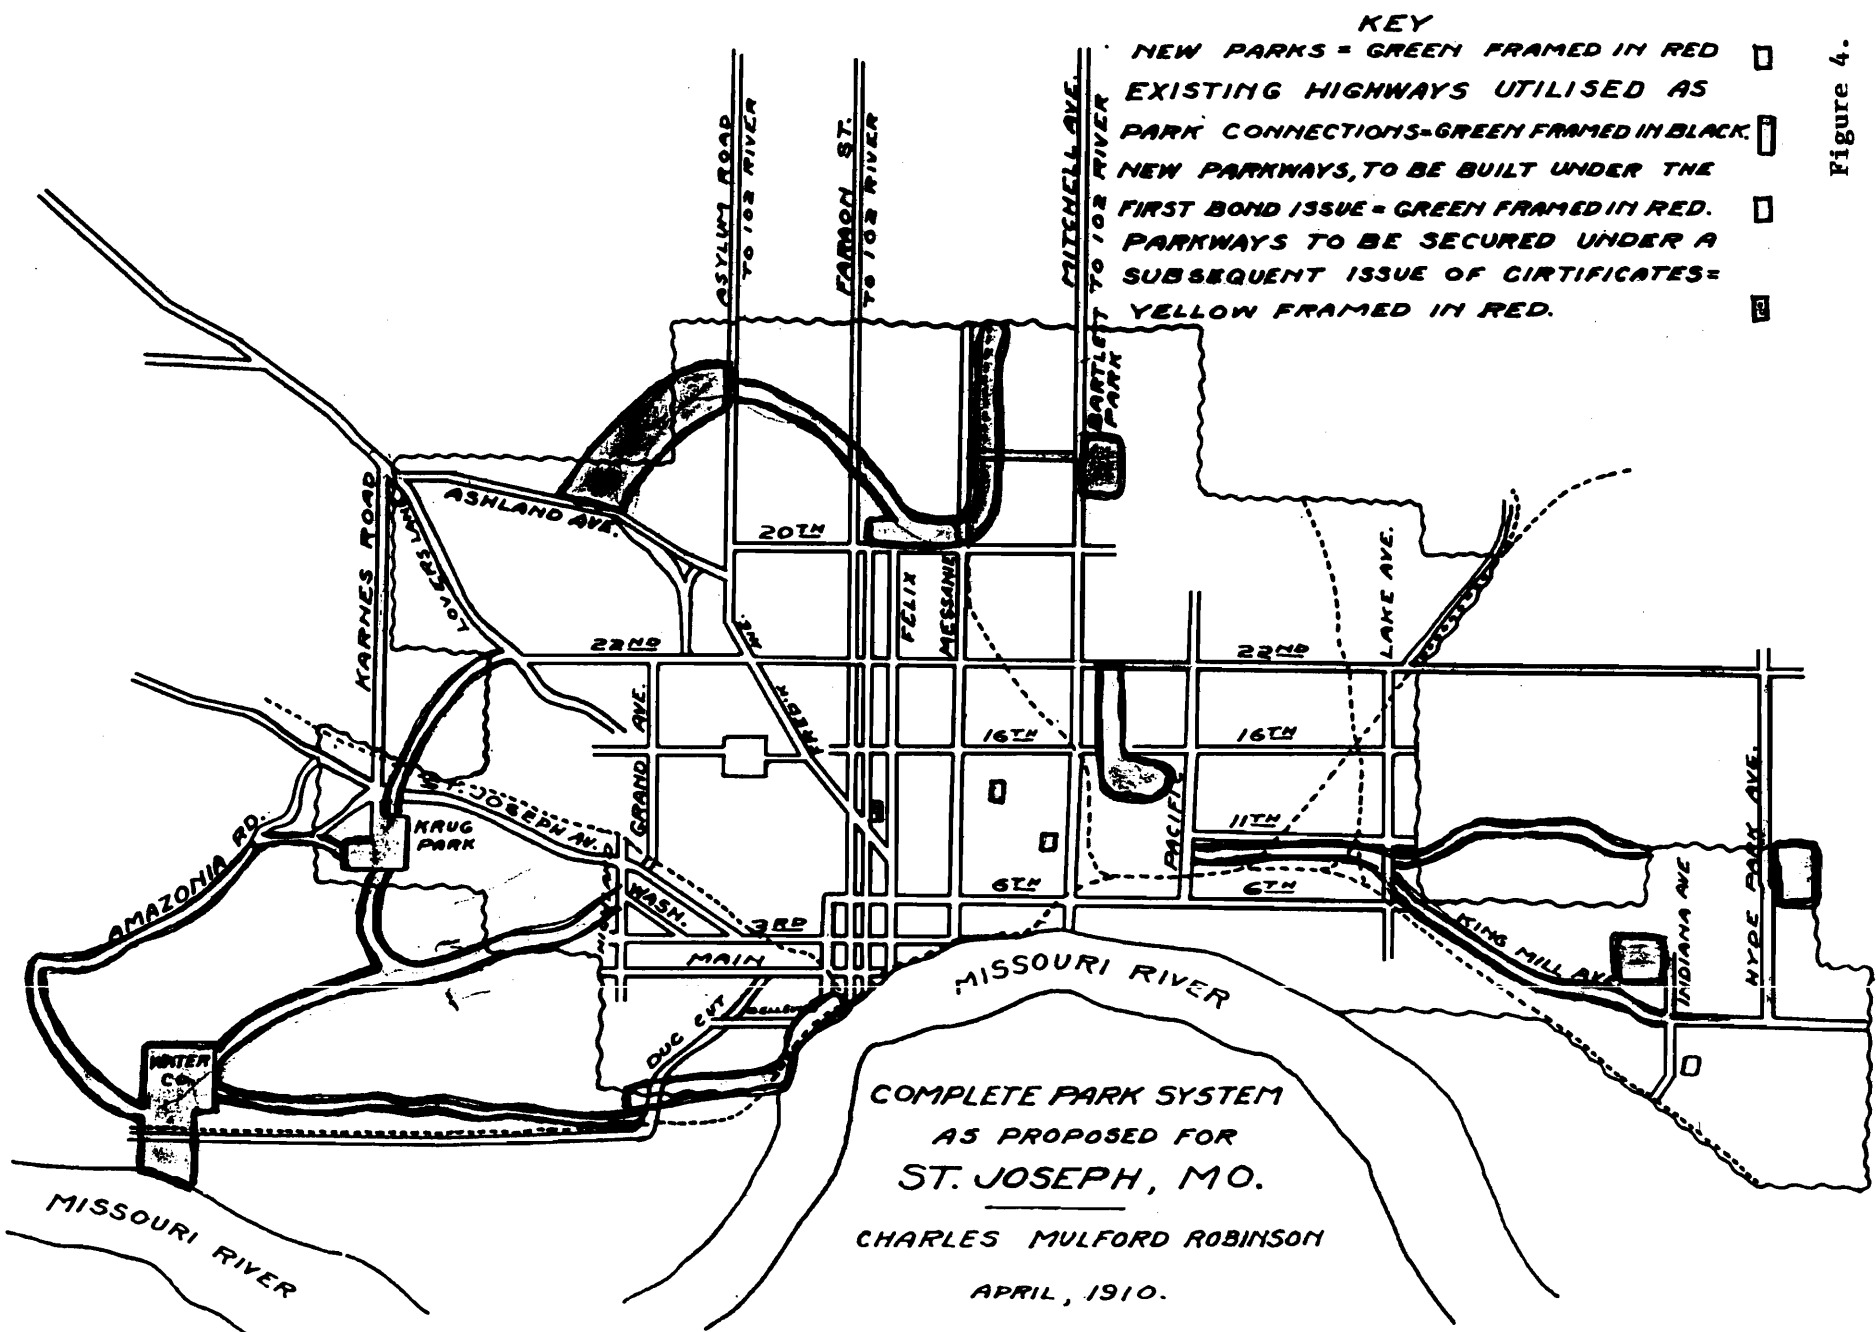 KEY
NEW PARKS = GREEN FRAMED IN RED
EXISTING HIGHWAYS UTILISED AS
PARK CONNECTIONS=GREEN FRAMED IN BLACK.
NEW PARKWAYS, TO BE BUILT UNDER THE
FIRST BOND ISSUE = GREEN FRAMED IN RED.
PARKWAYS TO BE SECURED UNDER A
SUBSEQUENT ISSUE OF CIRTIFICATES=
YELLOW FRAMED IN RED.
Figure 4.
ASYLUM ROAD
TO 102 RIVER
FARAON ST.
TO 102 RIVER
MITCHELL AVE.
TO 102 RIVER
BARTLETT
PARK
KARNES ROAD
LOVERS LANE
ASHLAND AVE.
20TH
FELIX
MESSANIE
LAKE AVE.
22ND
AVE.
22ND
GRAND AVE.
FRED'K
16TH
16TH
ST. JOSEPH AV.
KRUG
PARK
AMAZONIA RD.
PACIFIC
11TH
HYDE PARK AVE.
WASH.
3RD
6TH
6TH
INDIANA AVE
KING MILL AV.
MAIN
MISSOURI RIVER
DUG CUT
WATER
CO.
COMPLETE PARK SYSTEM
AS PROPOSED FOR
ST. JOSEPH, MO.
CHARLES MULFORD ROBINSON
APRIL, 1910.
MISSOURI RIVER